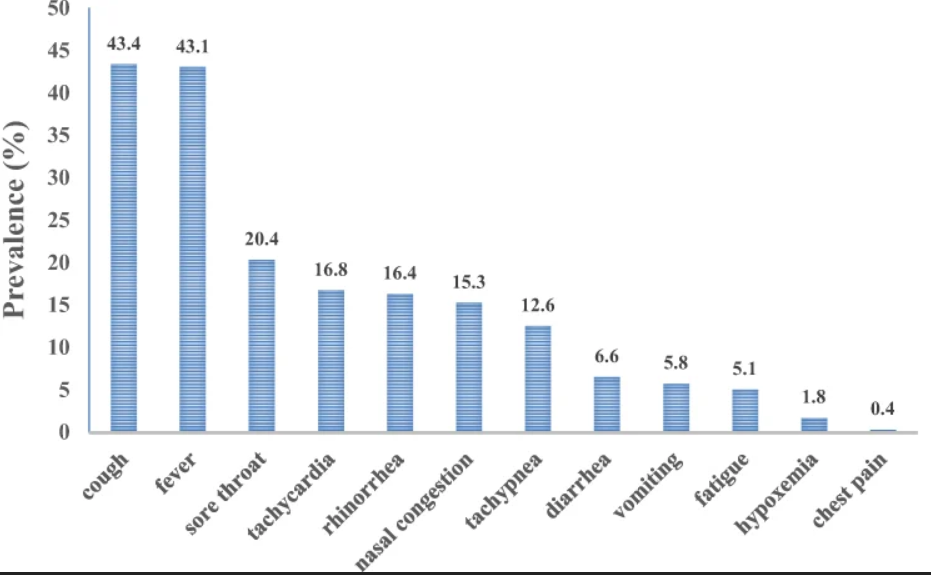 Prevalence (%)
50
45
40
35
30
25
20
15
10
5
0
43.4
43.1
20.4
16.8
16.4
15.3
12.6
6.6
5.8
5.1
1.8
0.4
cough
fever
sore throat
tachycardia
rhinorrhea
nasal congestion
tachypnea
diarrhea
vomiting
fatigue
hypoxemia
chest pain